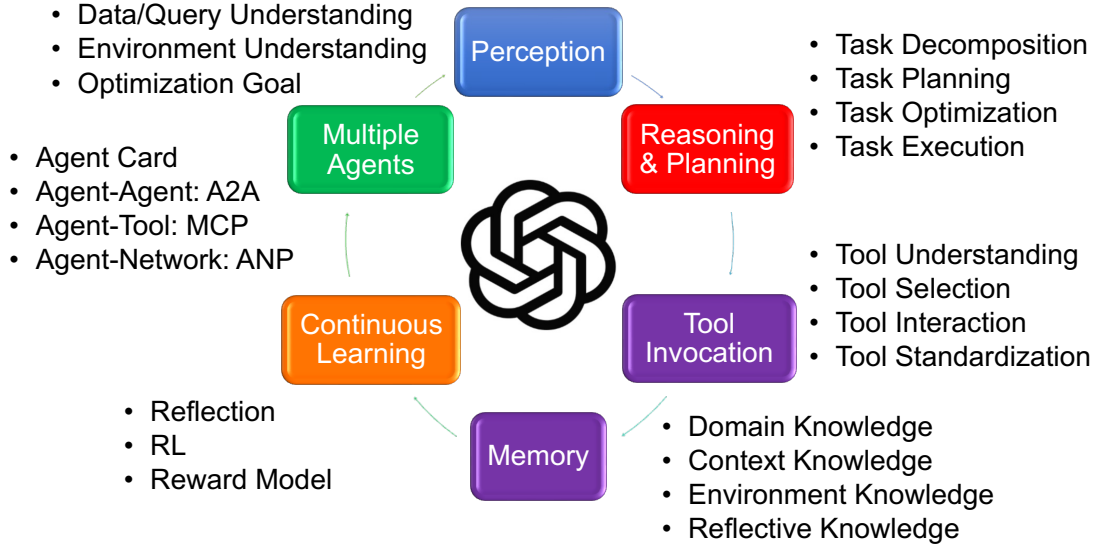 • Data/Query Understanding
• Environment Understanding
• Optimization Goal
Perception
• Task Decomposition
• Task Planning
• Task Optimization
• Task Execution
Reasoning
& Planning
Multiple
Agents
• Agent Card
• Agent-Agent: A2A
• Agent-Tool: MCP
• Agent-Network: ANP
• Tool Understanding
• Tool Selection
• Tool Interaction
• Tool Standardization
Tool
Invocation
Continuous
Learning
• Reflection
• RL
• Reward Model
Memory
• Domain Knowledge
• Context Knowledge
• Environment Knowledge
• Reflective Knowledge